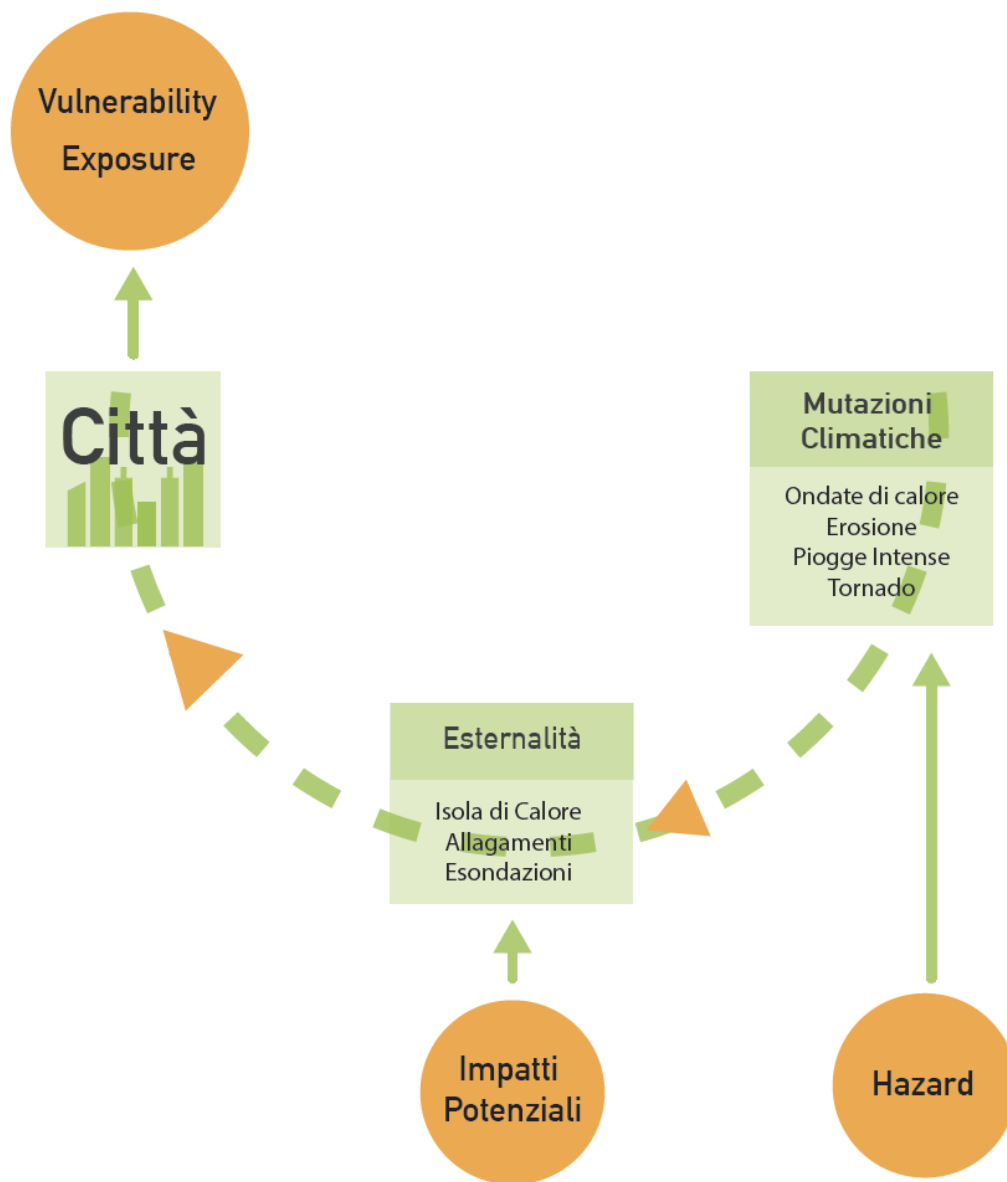 Vulnerability
Exposure
Città
Mutazioni
Climatiche
Ondate di calore
Erosione
Piogge Intense
Tornado
Esternalità
Isola di Calore
Allagamenti
Esondazioni
Impatti
Potenziali
Hazard